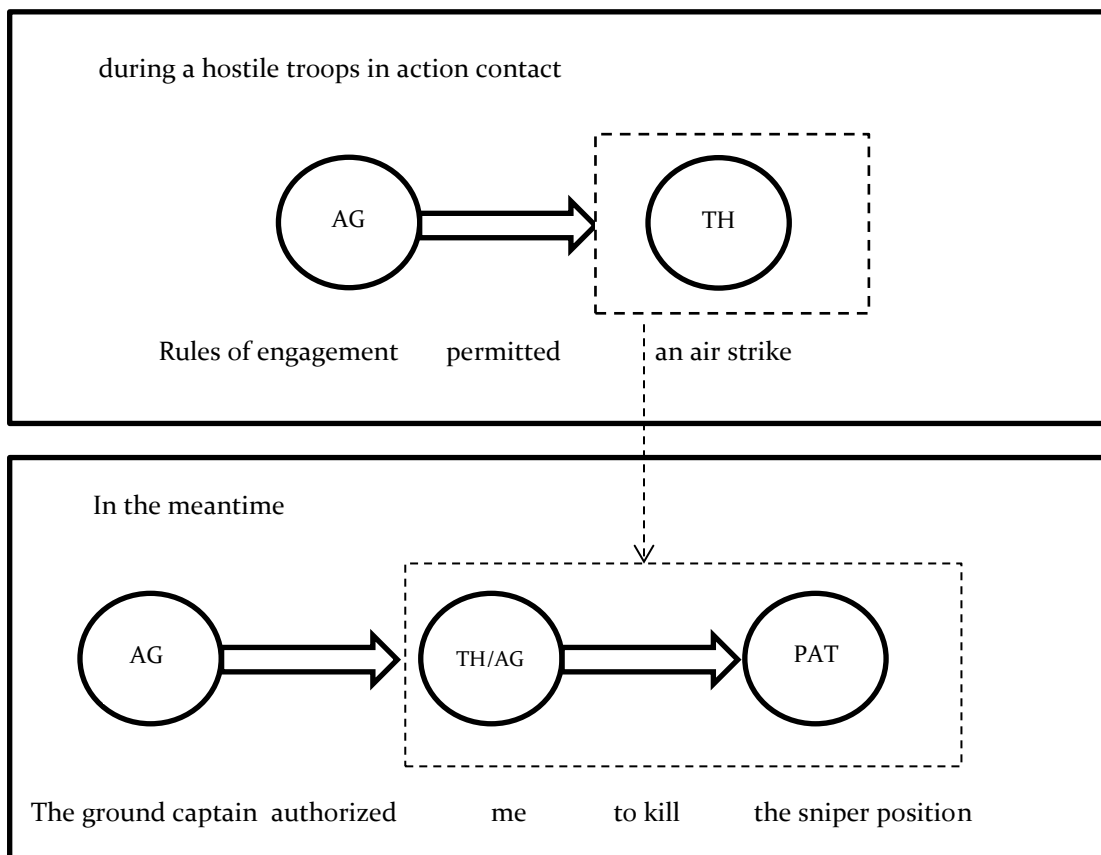 during a hostile troops in action contact
AG TH
Rules of engagement permitted an air strike
In the meantime
AG TH/AG PAT
The ground captain authorized me to kill the sniper position